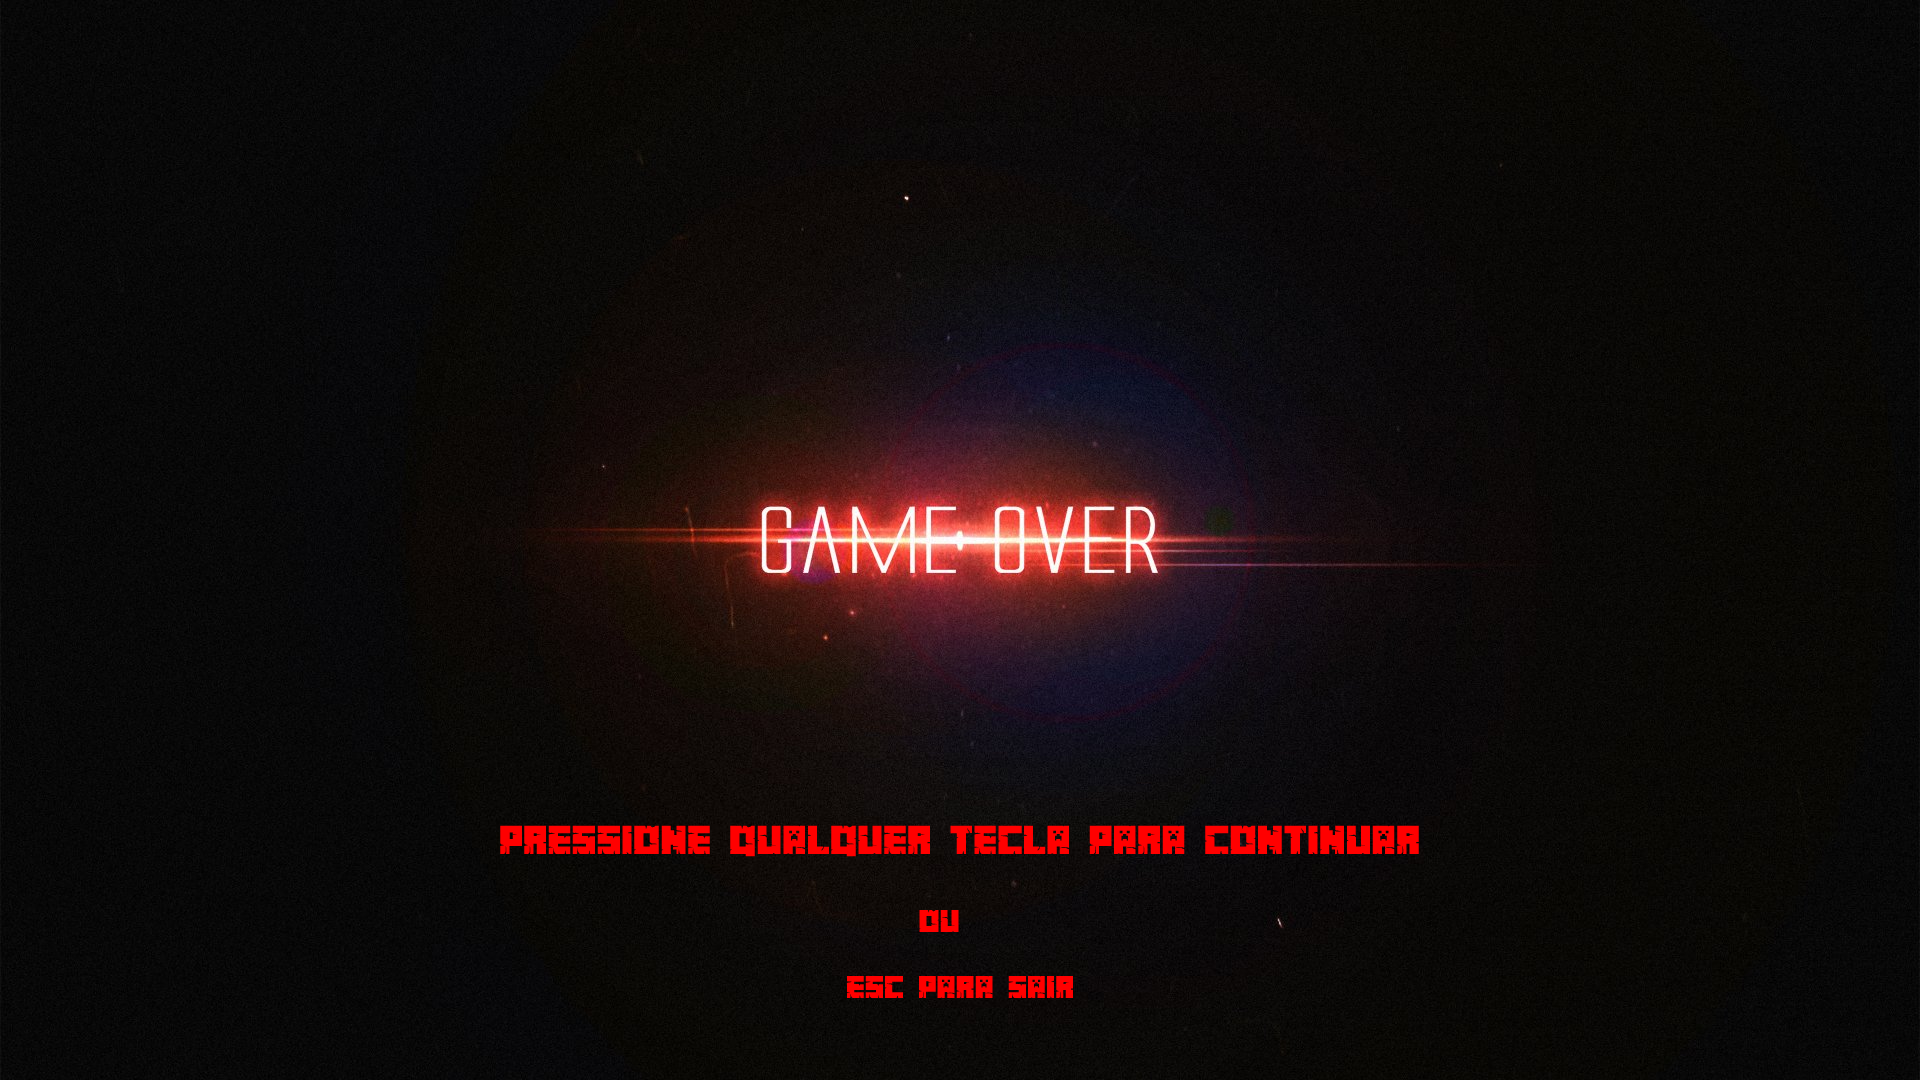 GAME OVER
PRESSIONE QUALQUER TECLA PARA CONTINUAR
OU
ESC PARA SAIR